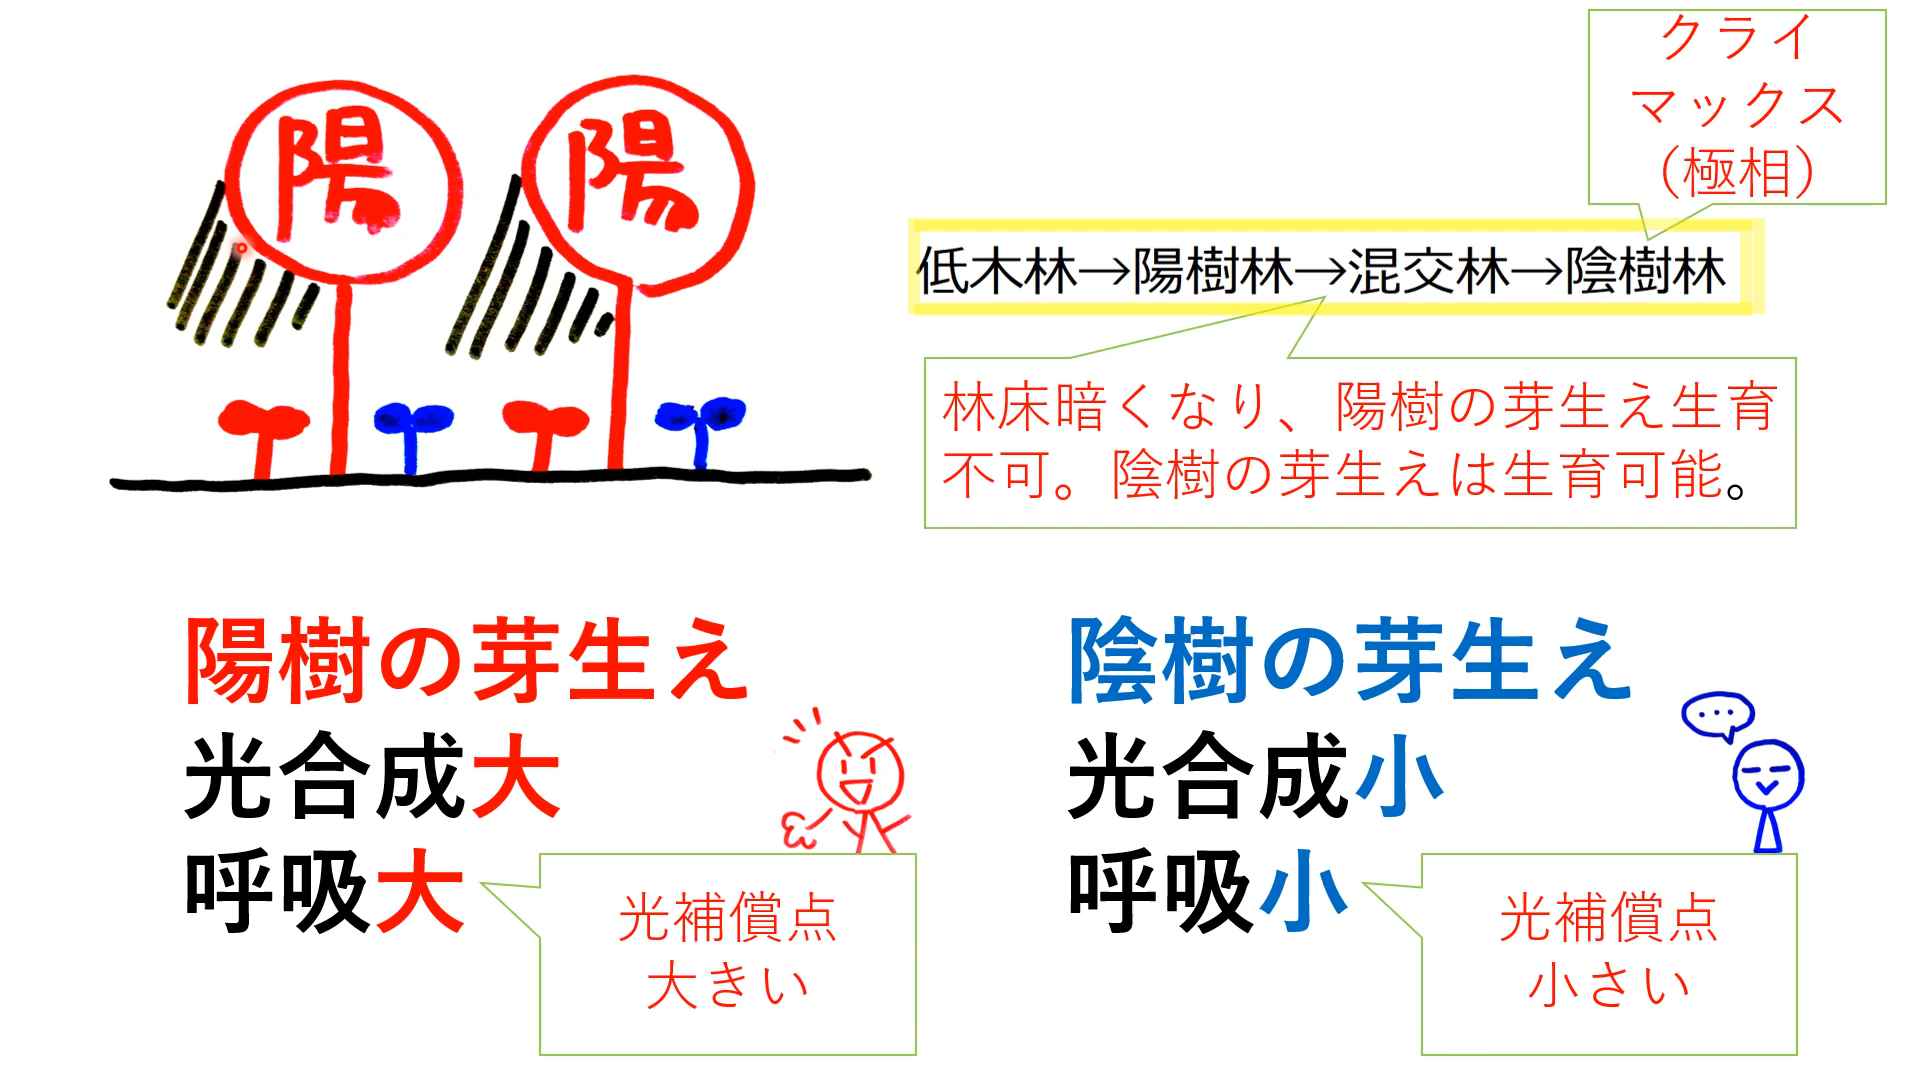 陽
陽
クライ
マックス
（極相）
低木林→陽樹林→混交林→陰樹林
林床暗くなり、陽樹の芽生え生育
不可。陰樹の芽生えは生育可能。
陽樹の芽生え
光合成大
呼吸大
光補償点
大きい
陰樹の芽生え
光合成小
呼吸小
光補償点
小さい